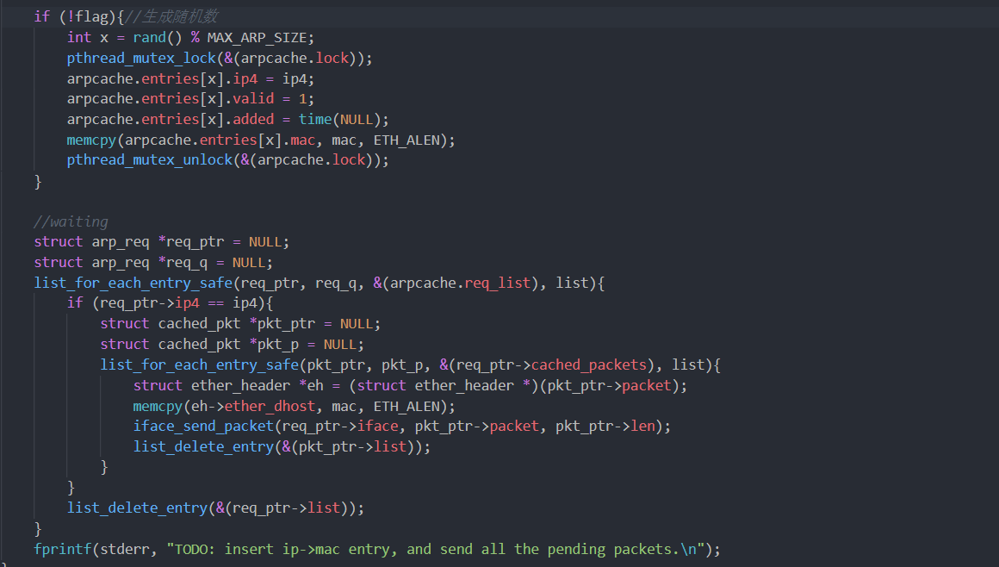 if (!flag){//生成随机数
int x = rand() % MAX_ARP_SIZE;
pthread_mutex_lock(&(arpcache.lock));
arpcache.entries[x].ip4 = ip4;
arpcache.entries[x].valid = 1;
arpcache.entries[x].added = time(NULL);
memcpy(arpcache.entries[x].mac, mac, ETH_ALEN);
pthread_mutex_unlock(&(arpcache.lock));
}
//waiting
struct arp_req *req_ptr = NULL;
struct arp_req *req_q = NULL;
list_for_each_entry_safe(req_ptr, req_q, &(arpcache.req_list), list){
if (req_ptr->ip4 == ip4){
struct cached_pkt *pkt_ptr = NULL;
struct cached_pkt *pkt_p = NULL;
list_for_each_entry_safe(pkt_ptr, pkt_p, &(req_ptr->cached_packets), list){
struct ether_header *eh = (struct ether_header *)(pkt_ptr->packet);
memcpy(eh->ether_dhost, mac, ETH_ALEN);
iface_send_packet(req_ptr->iface, pkt_ptr->packet, pkt_ptr->len);
list_delete_entry(&(pkt_ptr->list));
}
}
list_delete_entry(&(req_ptr->list));
}
fprintf(stderr, "TODO: insert ip->mac entry, and send all the pending packets.\n");
}